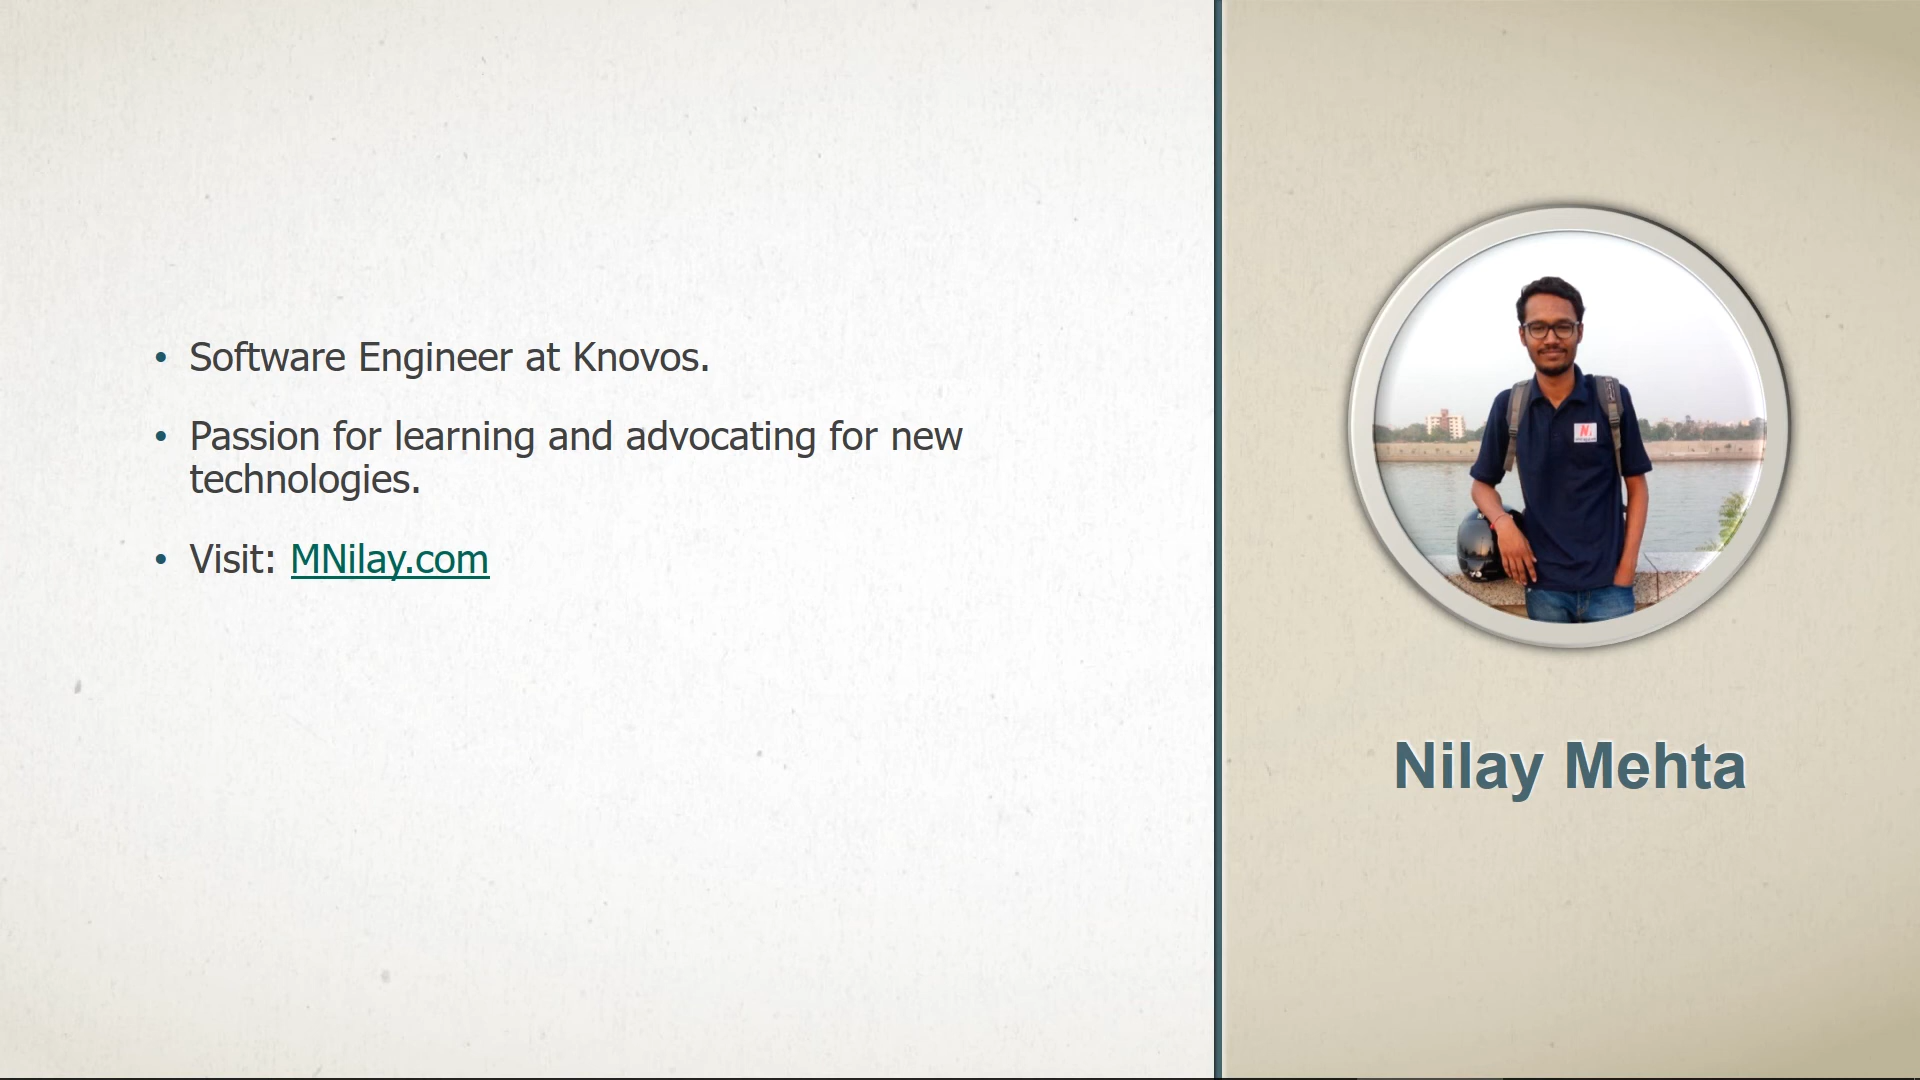 • Software Engineer at Knovos.
• Passion for learning and advocating for new
technologies.
• Visit: MNilay.com
Nilay Mehta